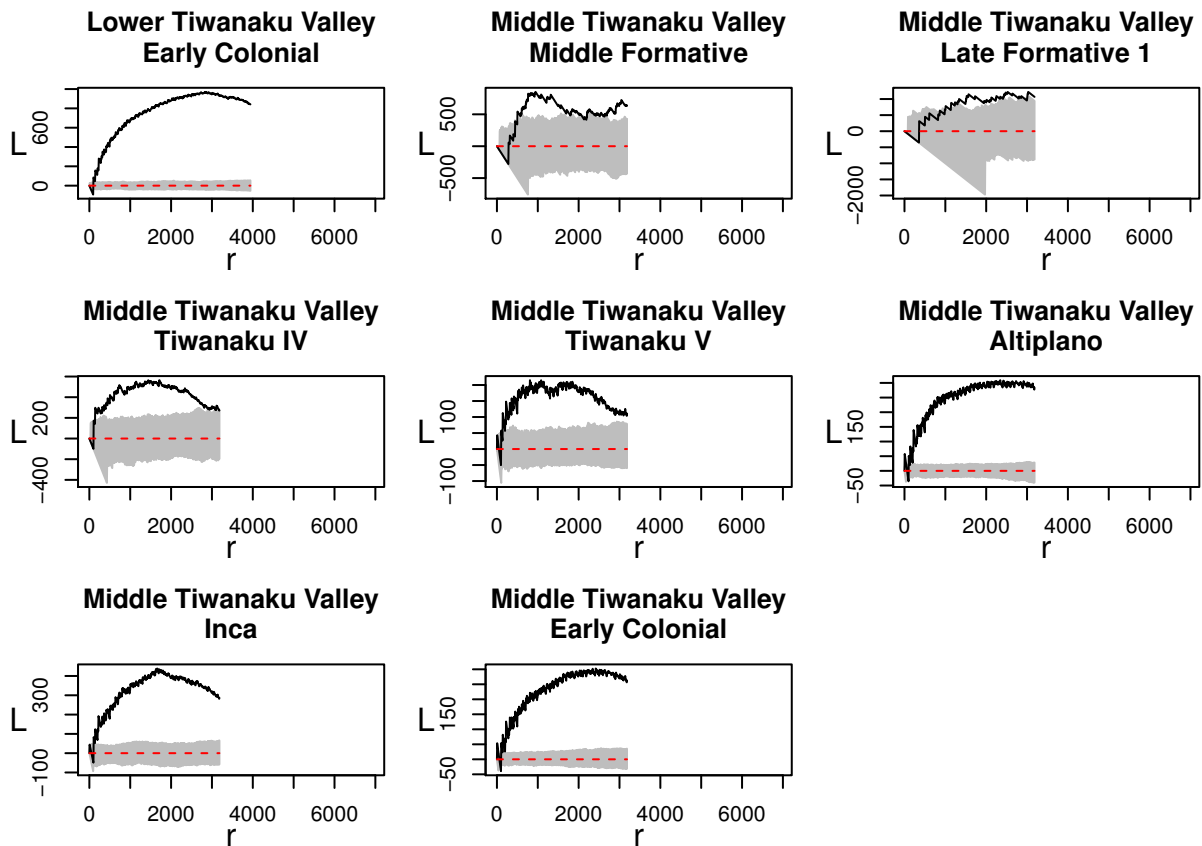 Lower Tiwanaku Valley
Early Colonial
L
600
0
0 2000 4000 6000
r
Middle Tiwanaku Valley
Middle Formative
L
500
−500
0 2000 4000 6000
r
Middle Tiwanaku Valley
Late Formative 1
L
0
−2000
0 2000 4000 6000
r
Middle Tiwanaku Valley
Tiwanaku IV
L
200
−400
0 2000 4000 6000
r
Middle Tiwanaku Valley
Tiwanaku V
L
100
−100
0 2000 4000 6000
r
Middle Tiwanaku Valley
Altiplano
L
150
−50
0 2000 4000 6000
r
Middle Tiwanaku Valley
Inca
L
300
−100
0 2000 4000 6000
r
Middle Tiwanaku Valley
Early Colonial
L
150
−50
0 2000 4000 6000
r